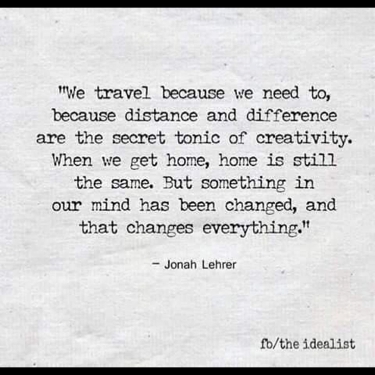 "We travel because we need to,
because distance and difference
are the secret tonic of creativity.
When we get home, home is still
the same. But something in
our mind has been changed, and
that changes everything."
– Jonah Lehrer
fb/the idealist